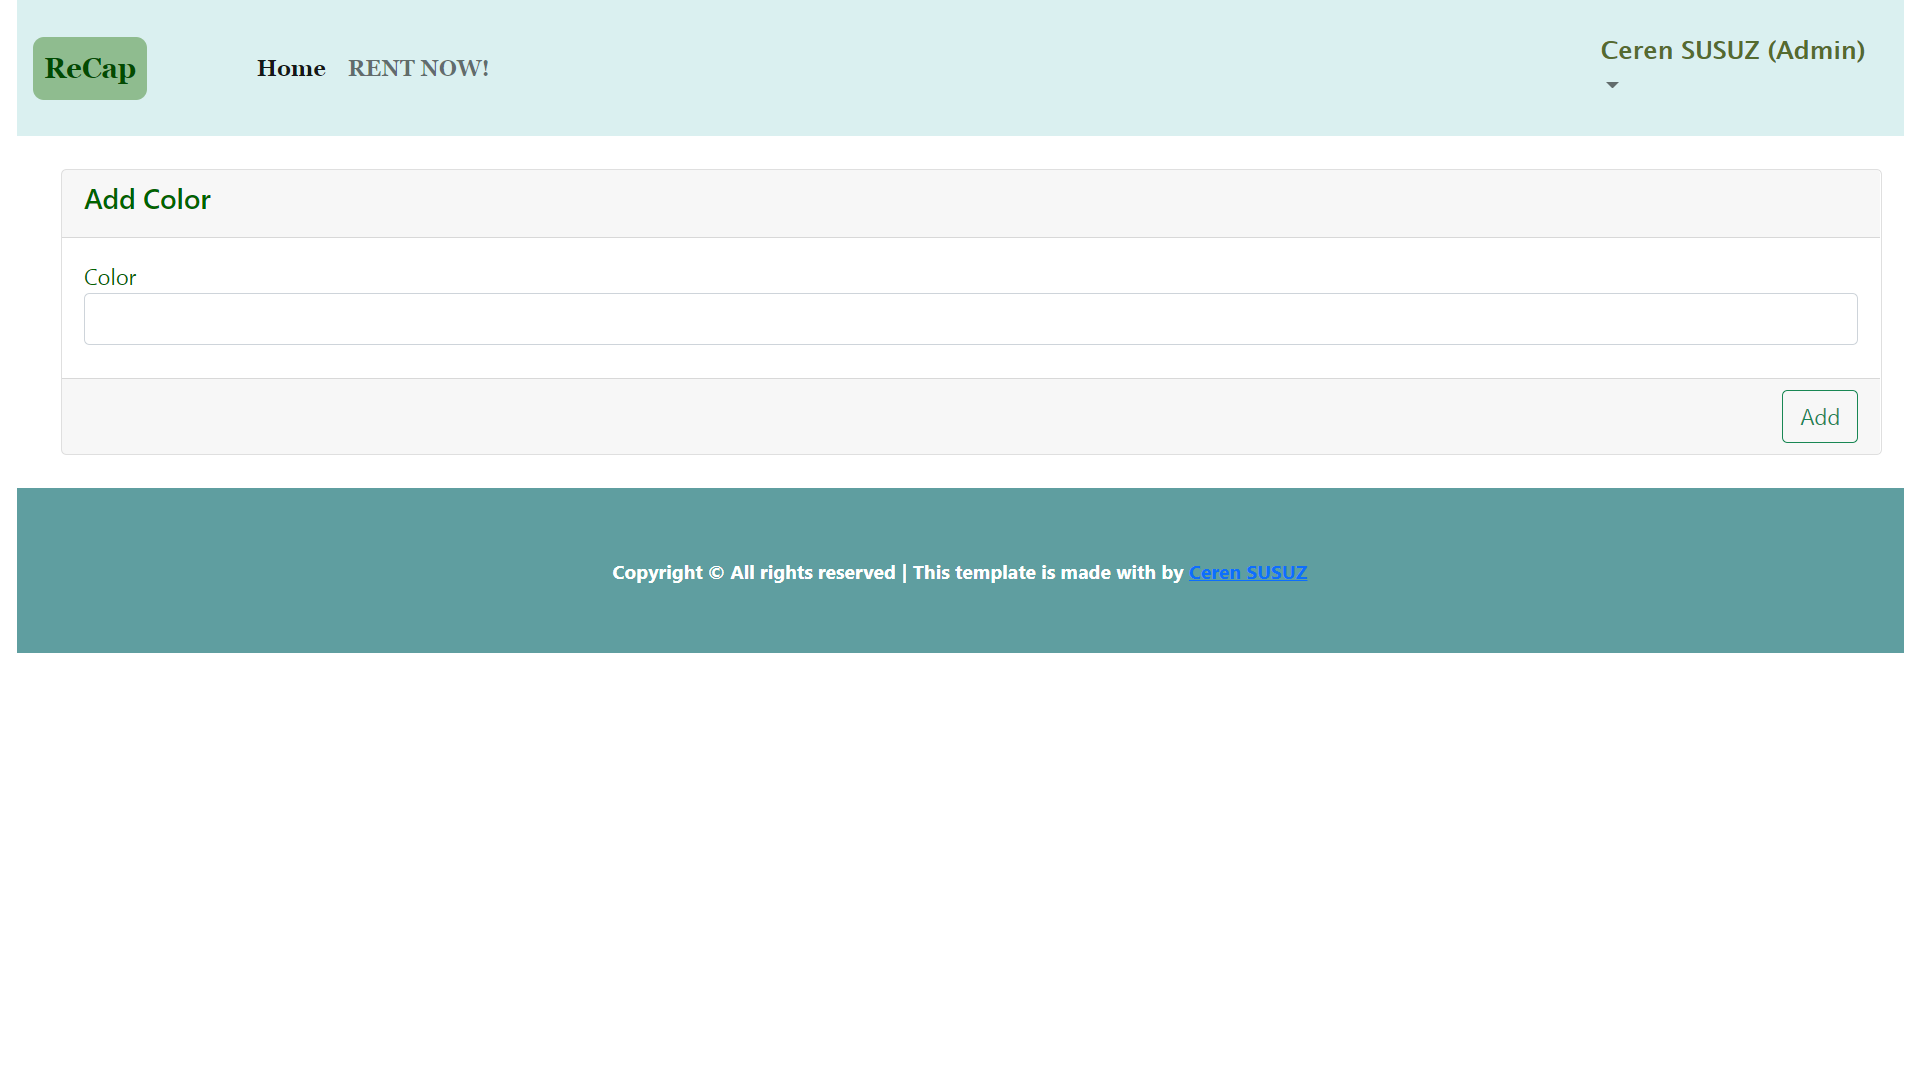 ReCap
Home
RENT NOW!
Ceren SUSUZ (Admin)
Add Color
Color
Add
Copyright © All rights reserved | This template is made with by Ceren SUSUZ